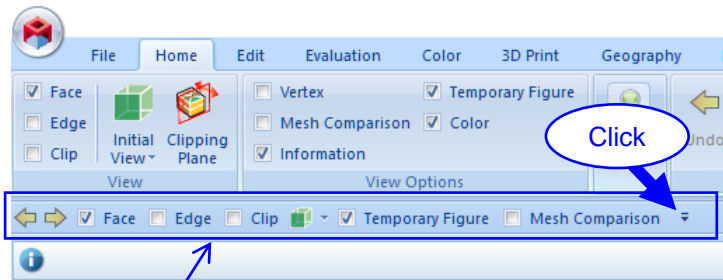 File Home Edit Evaluation Color 3D Print Geography
Face Vertex Temporary Figure
Edge Mesh Comparison Color
Clip Initial View Clipping Plane Information Undo
View View Options
Click
Face Edge Clip Temporary Figure Mesh Comparison